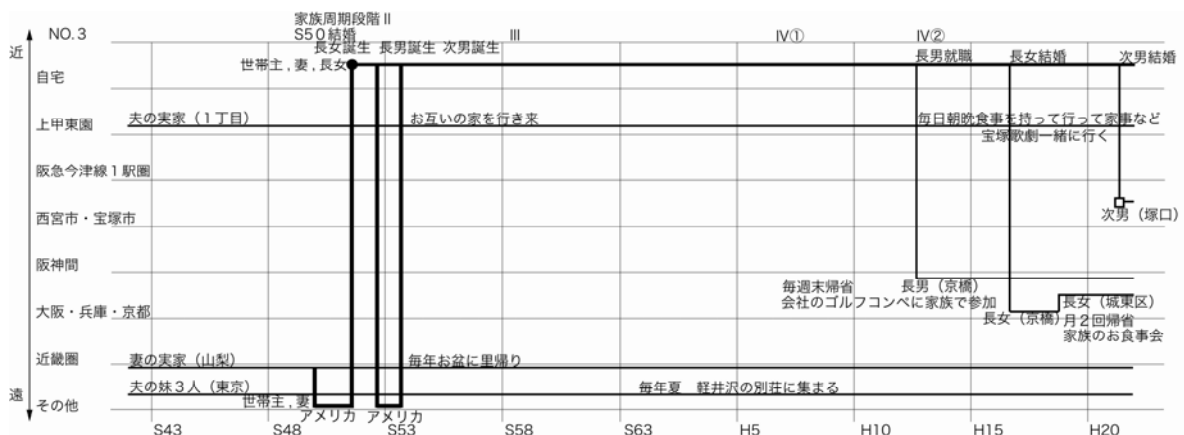 家族周期段階Ⅱ
NO.3
S50結婚
Ⅲ
Ⅳ①
Ⅳ②
近
長女誕生 長男誕生 次男誕生
長男就職
長女結婚
次男結婚
世帯主,妻,長女
自宅
上甲東園
夫の実家(1丁目)
お互いの家を行き来
毎日朝晩食事を持って行って家事など
宝塚歌劇一緒に行く
阪急今津線1駅圏
西宮市・宝塚市
次男(塚口)
阪神間
毎週末帰省
長男(京橋)
会社のゴルフコンペに家族で参加
長女(城東区)
大阪・兵庫・京都
長女(京橋)
月2回帰省
家族のお食事会
近畿圏
妻の実家(山梨)
毎年お盆に里帰り
夫の妹3人(東京)
毎年夏 軽井沢の別荘に集まる
遠
その他
世帯主,妻
アメリカ
アメリカ
S43
S48
S53
S58
S63
H5
H10
H15
H20